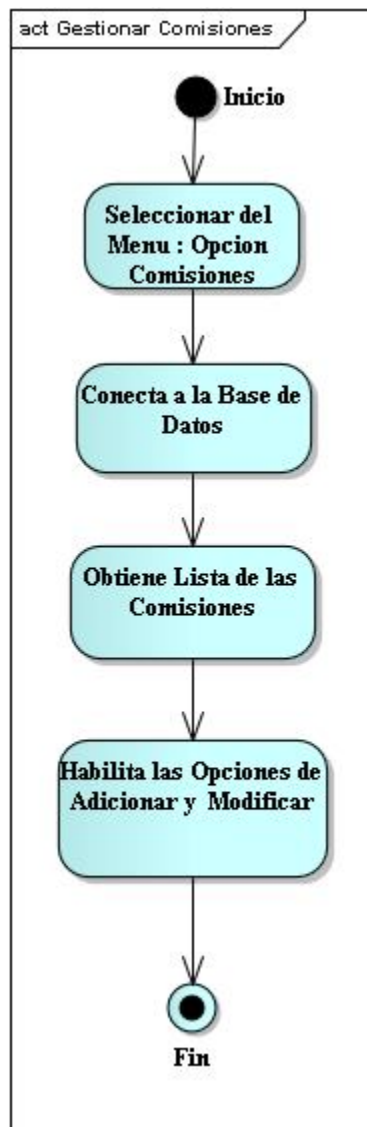 act Gestionar Comisiones
Inicio
Seleccionar del
Menu : Opcion
Comisiones
Conecta a la Base de
Datos
Obtiene Lista de las
Comisiones
Habilita las Opciones de
Adicionar y  Modificar
Fin